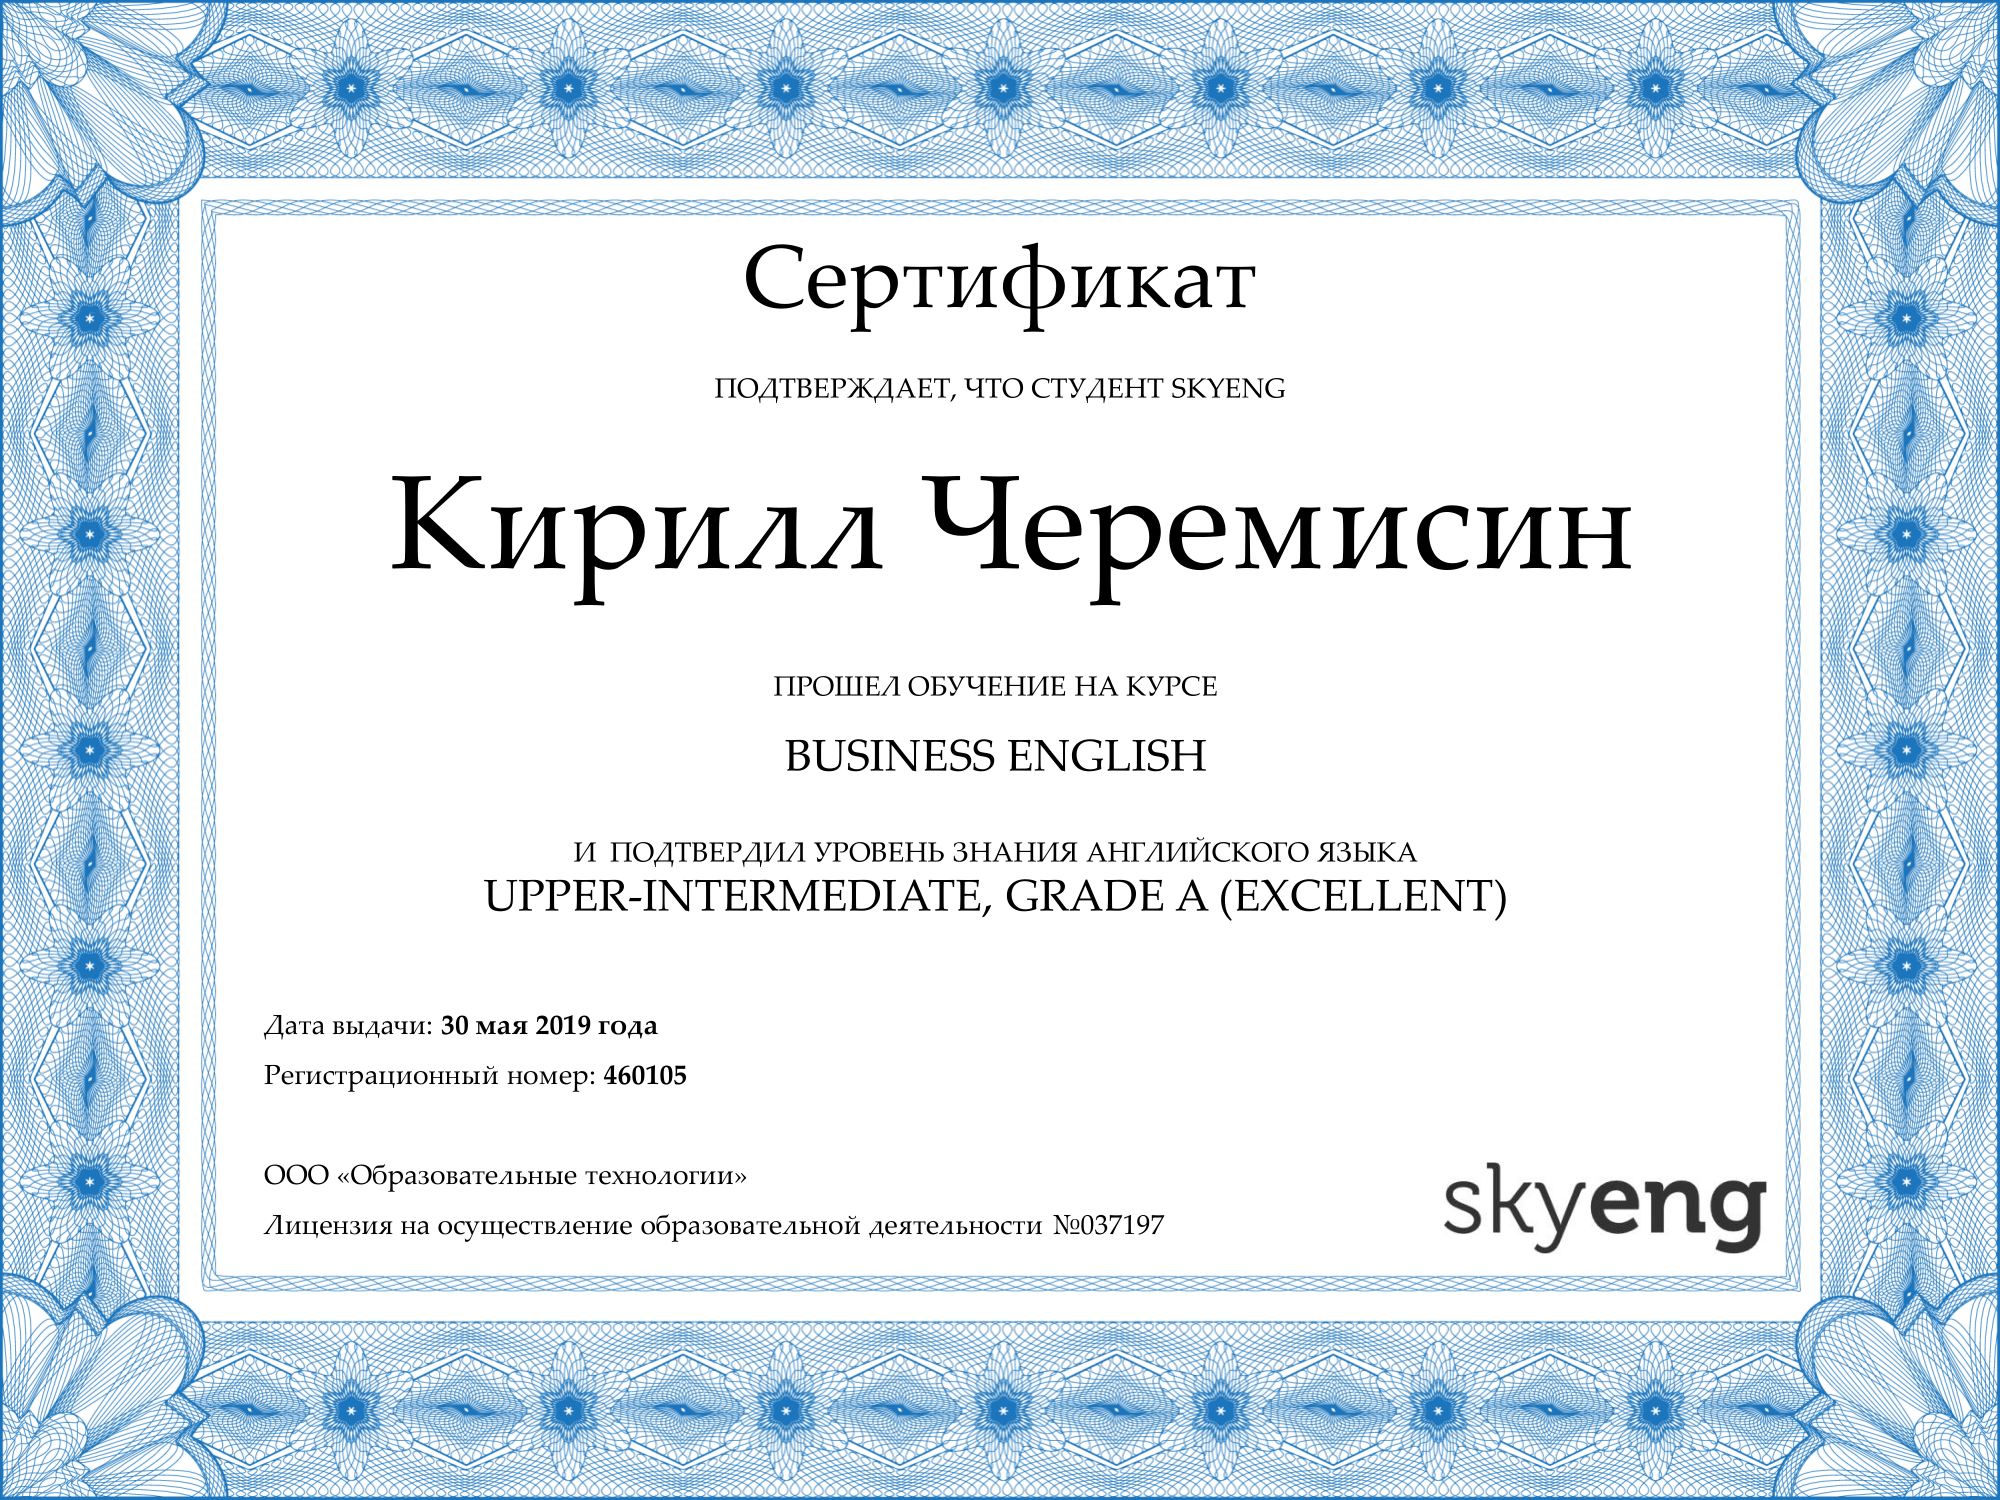 Сертификат
ПОДТВЕРЖДАЕТ, ЧТО СТУДЕНТ SKYENG
Кирилл Черемисин
ПРОШЕЛ ОБУЧЕНИЕ НА КУРСЕ
BUSINESS ENGLISH
И ПОДТВЕРДИЛ УРОВЕНЬ ЗНАНИЯ АНГЛИЙСКОГО ЯЗЫКА
UPPER-INTERMEDIATE, GRADE A (EXCELLENT)
Дата выдачи: 30 мая 2019 года
Регистрационный номер: 460105
ООО «Образовательные технологии»
Лицензия на осуществление образовательной деятельности №037197
skyeng